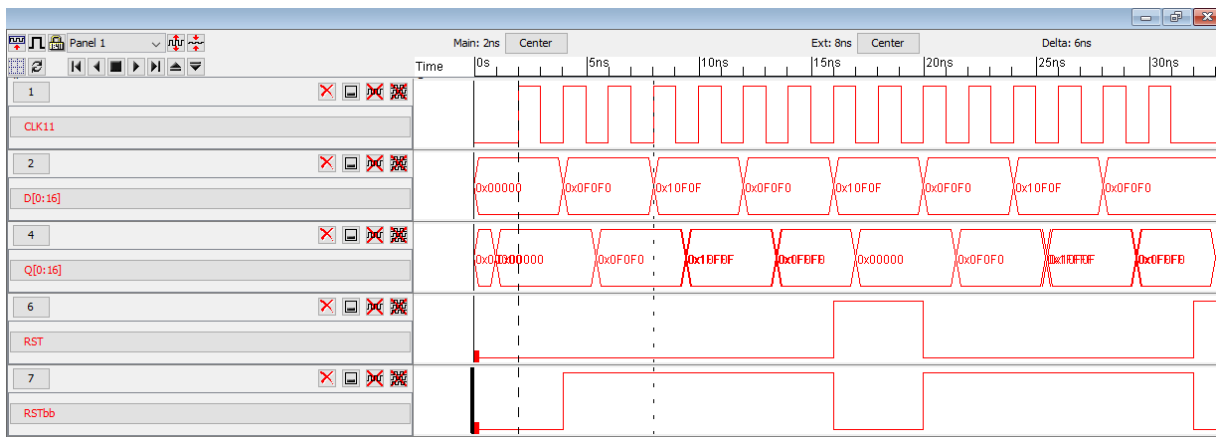 Panel 1 Main: 2ns Center Ext: 8ns Center Delta: 6ns
Time 0s 5ns 10ns 15ns 20ns 25ns 30ns
1
CLK11
2
0x00000 0x0F0F0 0x10F0F 0x0F0F0 0x10F0F 0x0F0F0 0x10F0F 0x0F0F0
D[0:16]
4
0x0F0F0 0x00000 0x0F0F0
Q[0:16]
6
RST
7
RSTbb